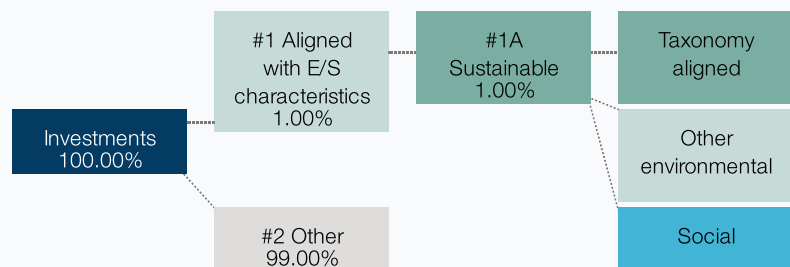 #1 Aligned
with E/S
characteristics
1.00%
#1A
Sustainable
1.00%
Taxonomy
aligned
Investments
100.00%
Other
environmental
#2 Other
99.00%
Social